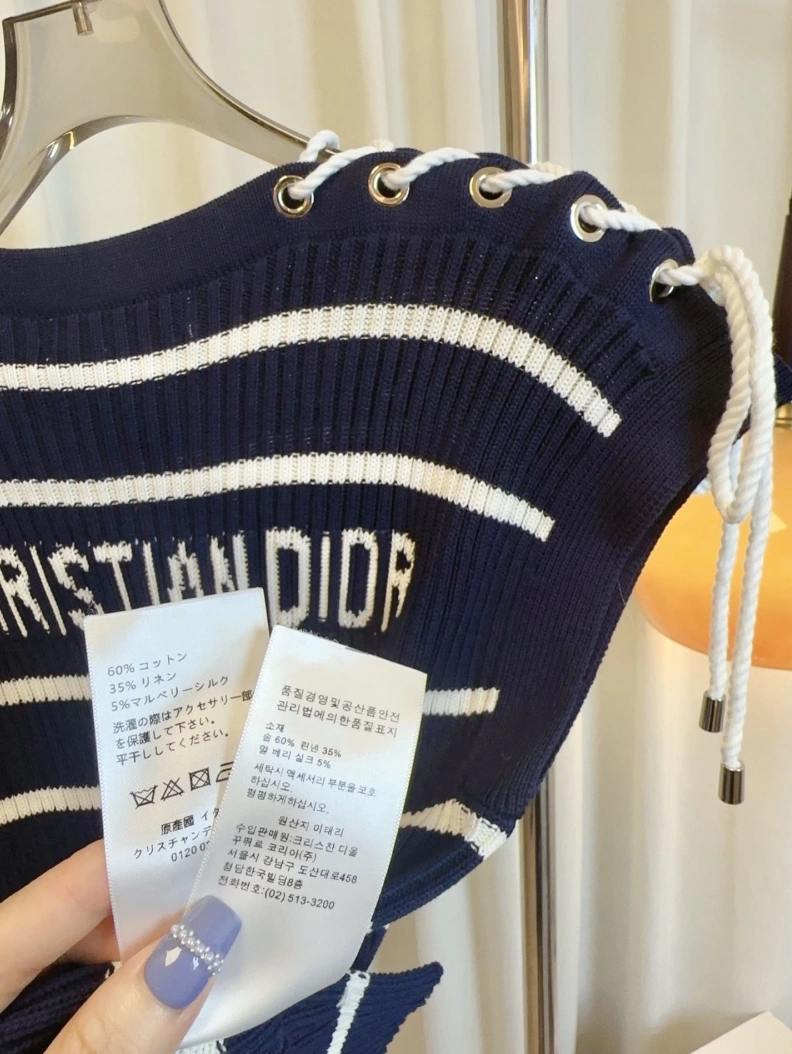 RISTIAN DIOR
60% コットン
35% リネン
5%マルベリーシルク
洗濯の際はアクセサリー部
を保護して下さい。
平干ししてください。
原産國 イタ
クリスチャンデ
0120 0
품질경영및공산품안전
관리법에의한품질표지
소재
솜 60% 린넨 35%
멀 베리 실크 5%
세탁시 액세서리 부분을 보호
하십시오.
평평하게하십시오.
원산지 이태리
수입판매원:크리스챤 디올
꾸뛰르 코리아(주)
서울시 강남구 도산대로458
청담한국빌딩8층
전화번호:(02) 513-3200